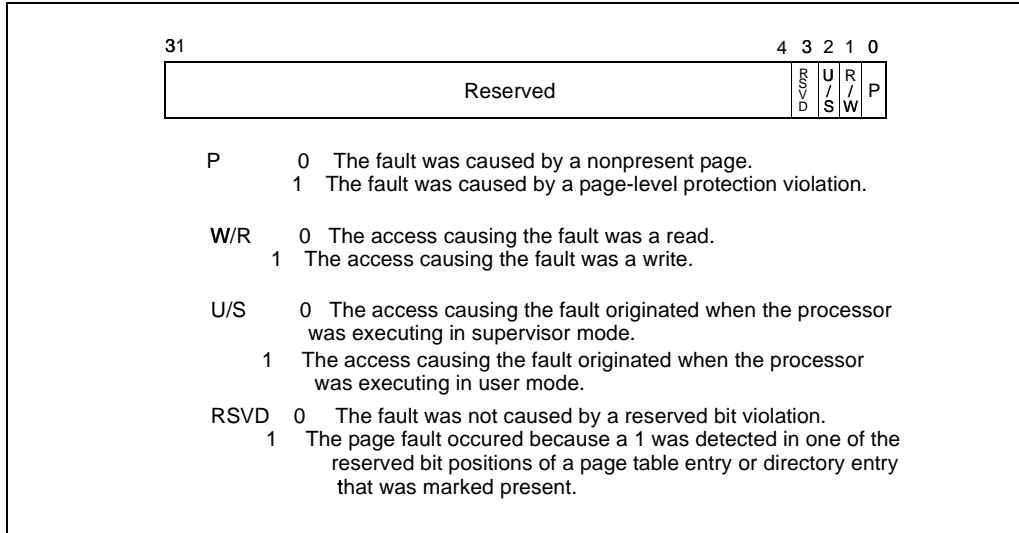 31 4 3 2 1 0
Reserved RSVD U/S R/W P
P 0 The fault was caused by a nonpresent page.
1 The fault was caused by a page-level protection violation.
W/R 0 The access causing the fault was a read.
1 The access causing the fault was a write.
U/S 0 The access causing the fault originated when the processor
was executing in supervisor mode.
1 The access causing the fault originated when the processor
was executing in user mode.
RSVD 0 The fault was not caused by a reserved bit violation.
1 The page fault occured because a 1 was detected in one of the
reserved bit positions of a page table entry or directory entry
that was marked present.